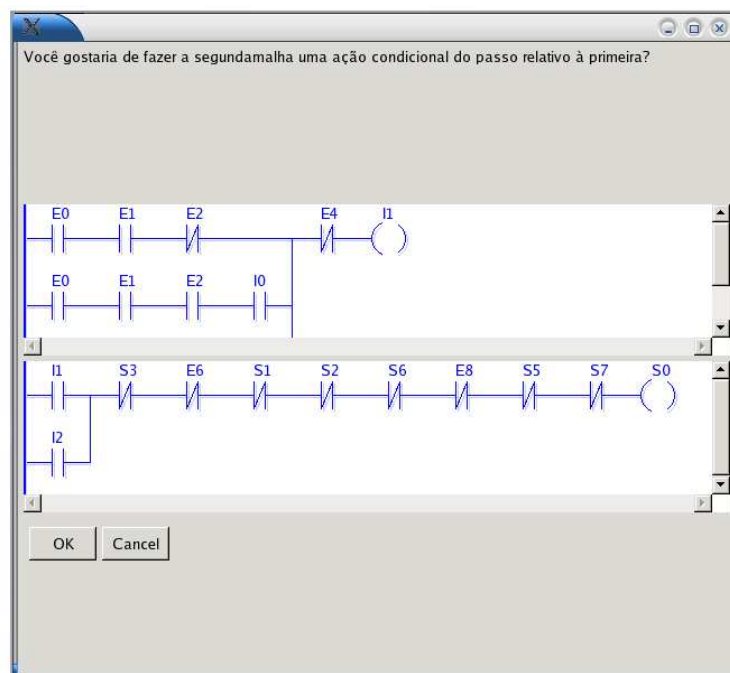 Você gostaria de fazer a segundamalha uma ação condicional do passo relativo à primeira?
E0 E1 E2 E4 I1
E0 E1 E2 I0
I1 S3 E6 S1 S2 S6 E8 S5 S7 S0
I2
OK Cancel